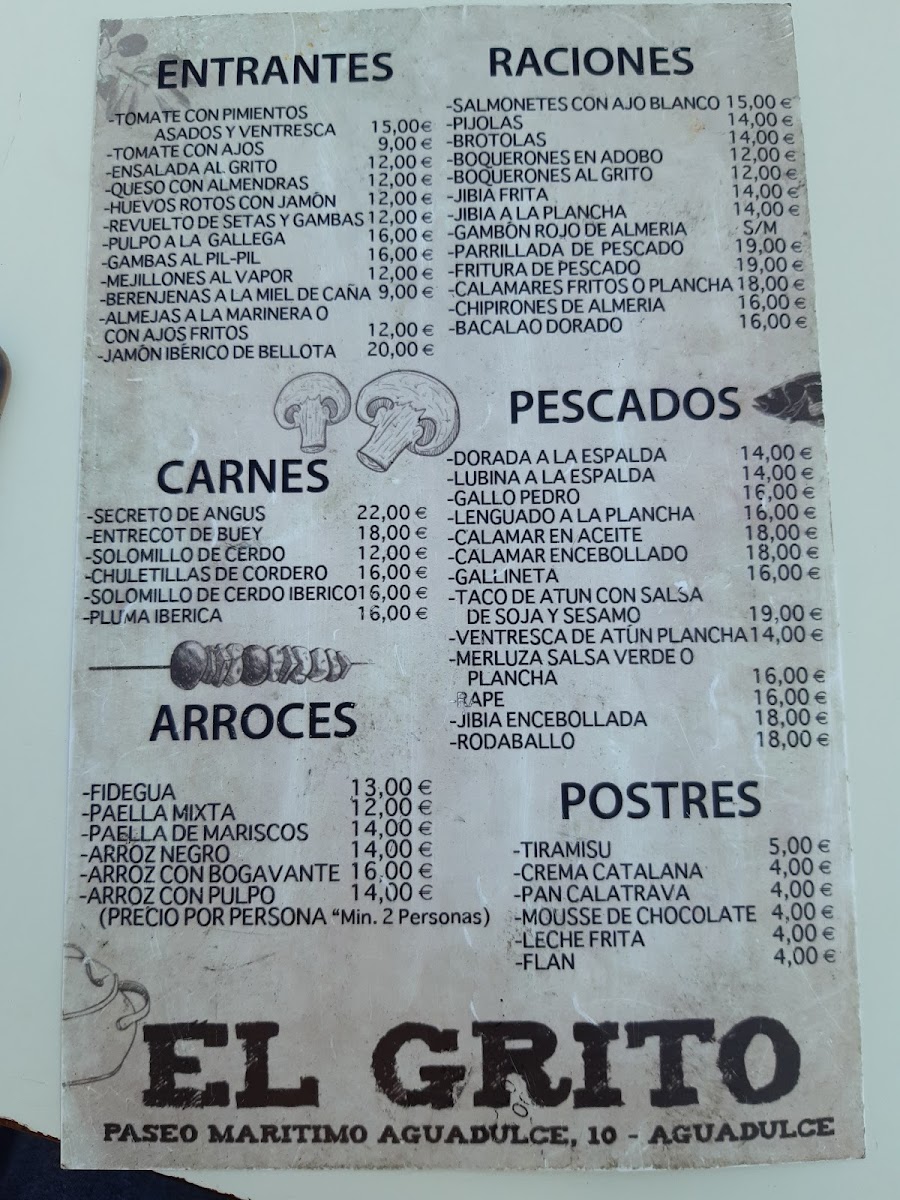 ENTRANTES
-TOMATE CON PIMIENTOS
ASADOS Y VENTRESCA 15,00€
-TOMATE CON AJOS 9,00 €
-ENSALADA AL GRITO 12,00 €
-QUESO CON ALMENDRAS 12,00 €
-HUEVOS ROTOS CON JAMÓN 12,00 €
-REVUELTO DE SETAS Y GAMBAS 12,00 €
-PULPO A LA GALLEGA 16,00 €
-GAMBAS AL PIL-PIL 16,00 €
-MEJILLONES AL VAPOR 12,00 €
-BERENJENAS A LA MIEL DE CAÑA 9,00 €
-ALMEJAS A LA MARINERA O
CON AJOS FRITOS 12,00 €
-JAMÓN IBÉRICO DE BELLOTA 20,00 €
CARNES
-SECRETO DE ANGUS 22,00 €
-ENTRECOT DE BUEY 18,00 €
-SOLOMILLO DE CERDO 12,00 €
-CHULETILLAS DE CORDERO 16,00 €
-SOLOMILLO DE CERDO IBERICO 16,00 €
-PLUMA IBERICA 16,00 €
ARROCES
-FIDEGUA 13,00 €
-PAELLA MIXTA 12,00 €
-PAELLA DE MARISCOS 14,00 €
-ARROZ NEGRO 14,00 €
-ARROZ CON BOGAVANTE 16,00 €
-ARROZ CON PULPO 14,00 €
(PRECIO POR PERSONA "Min. 2 Personas)
RACIONES
-SALMONETES CON AJO BLANCO 15,00 €
-PIJOLAS 14,00 €
-BROTOLAS 14,00 €
-BOQUERONES EN ADOBO 12,00 €
-BOQUERONES AL GRITO 12,00 €
-JIBIA FRITA 14,00 €
-JIBIA A LA PLANCHA 14,00 €
-GAMBÓN ROJO DE ALMERIA S/M
-PARRILLADA DE PESCADO 19,00 €
-FRITURA DE PESCADO 19,00 €
-CALAMARES FRITOS O PLANCHA 18,00 €
-CHIPIRONES DE ALMERIA 16,00 €
-BACALAO DORADO 16,00 €
PESCADOS
-DORADA A LA ESPALDA 14,00 €
-LUBINA A LA ESPALDA 14,00 €
-GALLO PEDRO 16,00 €
-LENGUADO A LA PLANCHA 16,00 €
-CALAMAR EN ACEITE 18,00 €
-CALAMAR ENCEBOLLADO 18,00 €
-GALLINETA 16,00 €
-TACO DE ATUN CON SALSA
DE SOJA Y SESAMO 19,00 €
-VENTRESCA DE ATÚN PLANCHA 14,00 €
-MERLUZA SALSA VERDE O
PLANCHA 16,00 €
-RAPE 16,00 €
-JIBIA ENCEBOLLADA 18,00 €
-RODABALLO 18,00 €
POSTRES
-TIRAMISU 5,00 €
-CREMA CATALANA 4,00 €
-PAN CALATRAVA 4,00 €
-MOUSSE DE CHOCOLATE 4,00 €
-LECHE FRITA 4,00 €
-FLAN 4,00 €
EL GRITO
PASEO MARITIMO AGUADULCE, 10 - AGUADULCE